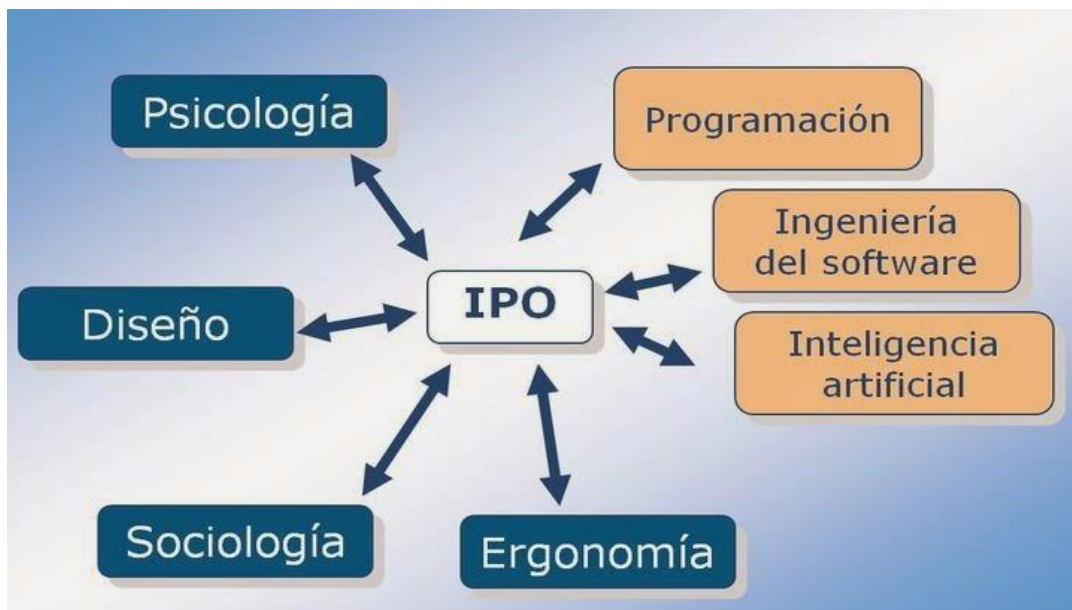 Psicología
Programación
Ingeniería
del software
IPO
Diseño
Inteligencia
artificial
Sociología
Ergonomía